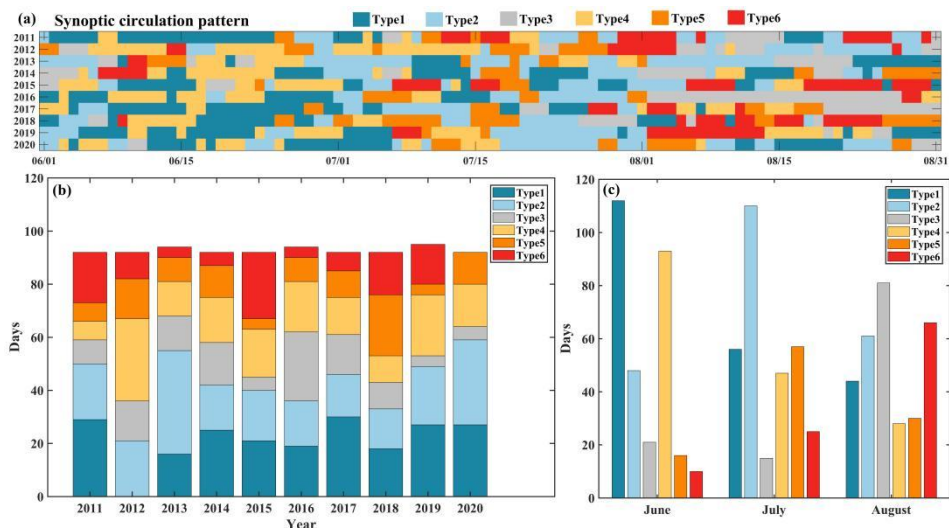 (a) Synoptic circulation pattern Type1 Type2 Type3 Type4 Type5 Type6
2011
2012
2013
2014
2015
2016
2017
2018
2019
2020
06/01 06/15 07/01 07/15 08/01 08/15 08/31
(b)
120
100
80
60
40
20
0
Days
Type1
Type2
Type3
Type4
Type5
Type6
2011 2012 2013 2014 2015 2016 2017 2018 2019 2020
Year
(c)
120
100
80
60
40
20
0
Days
Type1
Type2
Type3
Type4
Type5
Type6
June July August